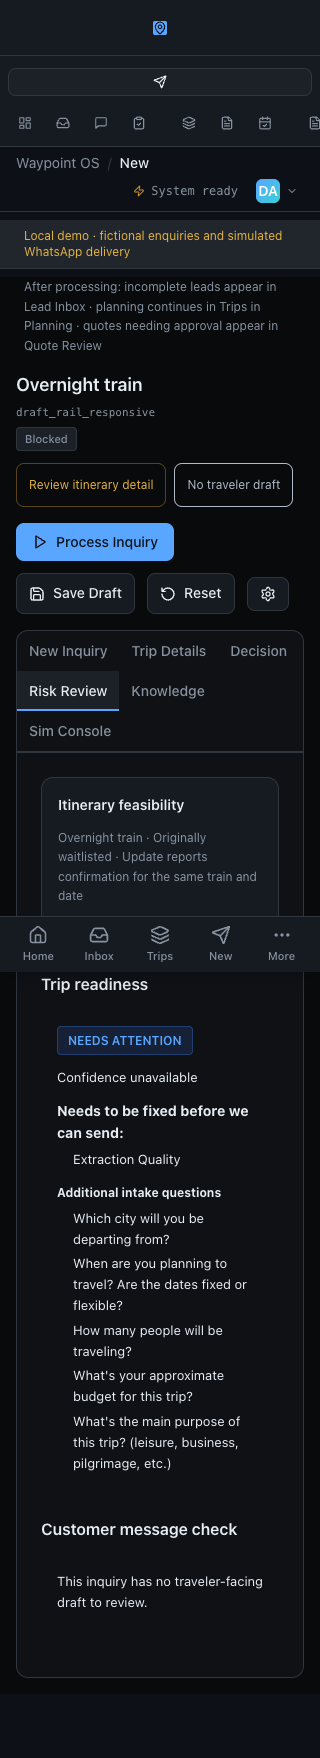 Waypoint OS / New
System ready DA
Local demo · fictional enquiries and simulated
WhatsApp delivery
After processing: incomplete leads appear in
Lead Inbox · planning continues in Trips in
Planning · quotes needing approval appear in
Quote Review
Overnight train
draft_rail_responsive
Blocked
Review itinerary detail
No traveler draft
Process Inquiry
Save Draft
Reset
New Inquiry
Trip Details
Decision
Risk Review
Knowledge
Sim Console
Itinerary feasibility
Overnight train · Originally
waitlisted · Update reports
confirmation for the same train and
date
Home
Inbox
Trips
New
More
Trip readiness
NEEDS ATTENTION
Confidence unavailable
Needs to be fixed before we
can send:
Extraction Quality
Additional intake questions
Which city will you be
departing from?
When are you planning to
travel? Are the dates fixed or
flexible?
How many people will be
traveling?
What's your approximate
budget for this trip?
What's the main purpose of
this trip? (leisure, business,
pilgrimage, etc.)
Customer message check
This inquiry has no traveler-facing
draft to review.